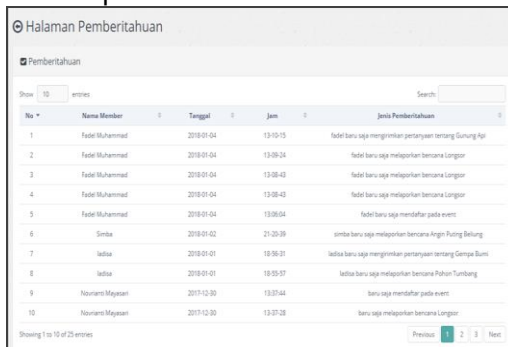 Halaman Pemberitahuan
Pemberitahuan
Show 10 entries Search:
No Nama Member Tanggal Jam Jenis Pemberitahuan
1 Fadel Muhammad 2018-01-04 13-10-15 fadel baru saja mengirimkan pertanyaan tentang Gunung Api
2 Fadel Muhammad 2018-01-04 13-09-24 fadel baru saja melaporkan bencana Longsor
3 Fadel Muhammad 2018-01-04 13-08-43 fadel baru saja melaporkan bencana Longsor
4 Fadel Muhammad 2018-01-04 13-08-43 fadel baru saja melaporkan bencana Longsor
5 Fadel Muhammad 2018-01-04 13:06:04 fadel baru saja mendaftar pada event
6 Simba 2018-01-02 21-20-39 simba baru saja melaporkan bencana Angin Puting Beliung
7 ladisa 2018-01-01 18-56-31 ladisa baru saja mengirimkan pertanyaan tentang Gempa Bumi
8 ladisa 2018-01-01 18-55-57 ladisa baru saja melaporkan bencana Pohon Tumbang
9 Novrianti Mayasari 2017-12-30 13:37:44 baru saja mendaftar pada event
10 Novrianti Mayasari 2017-12-30 13-37-28 baru saja melaporkan bencana Longsor
Showing 1 to 10 of 25 entries Previous 1 2 3 Next